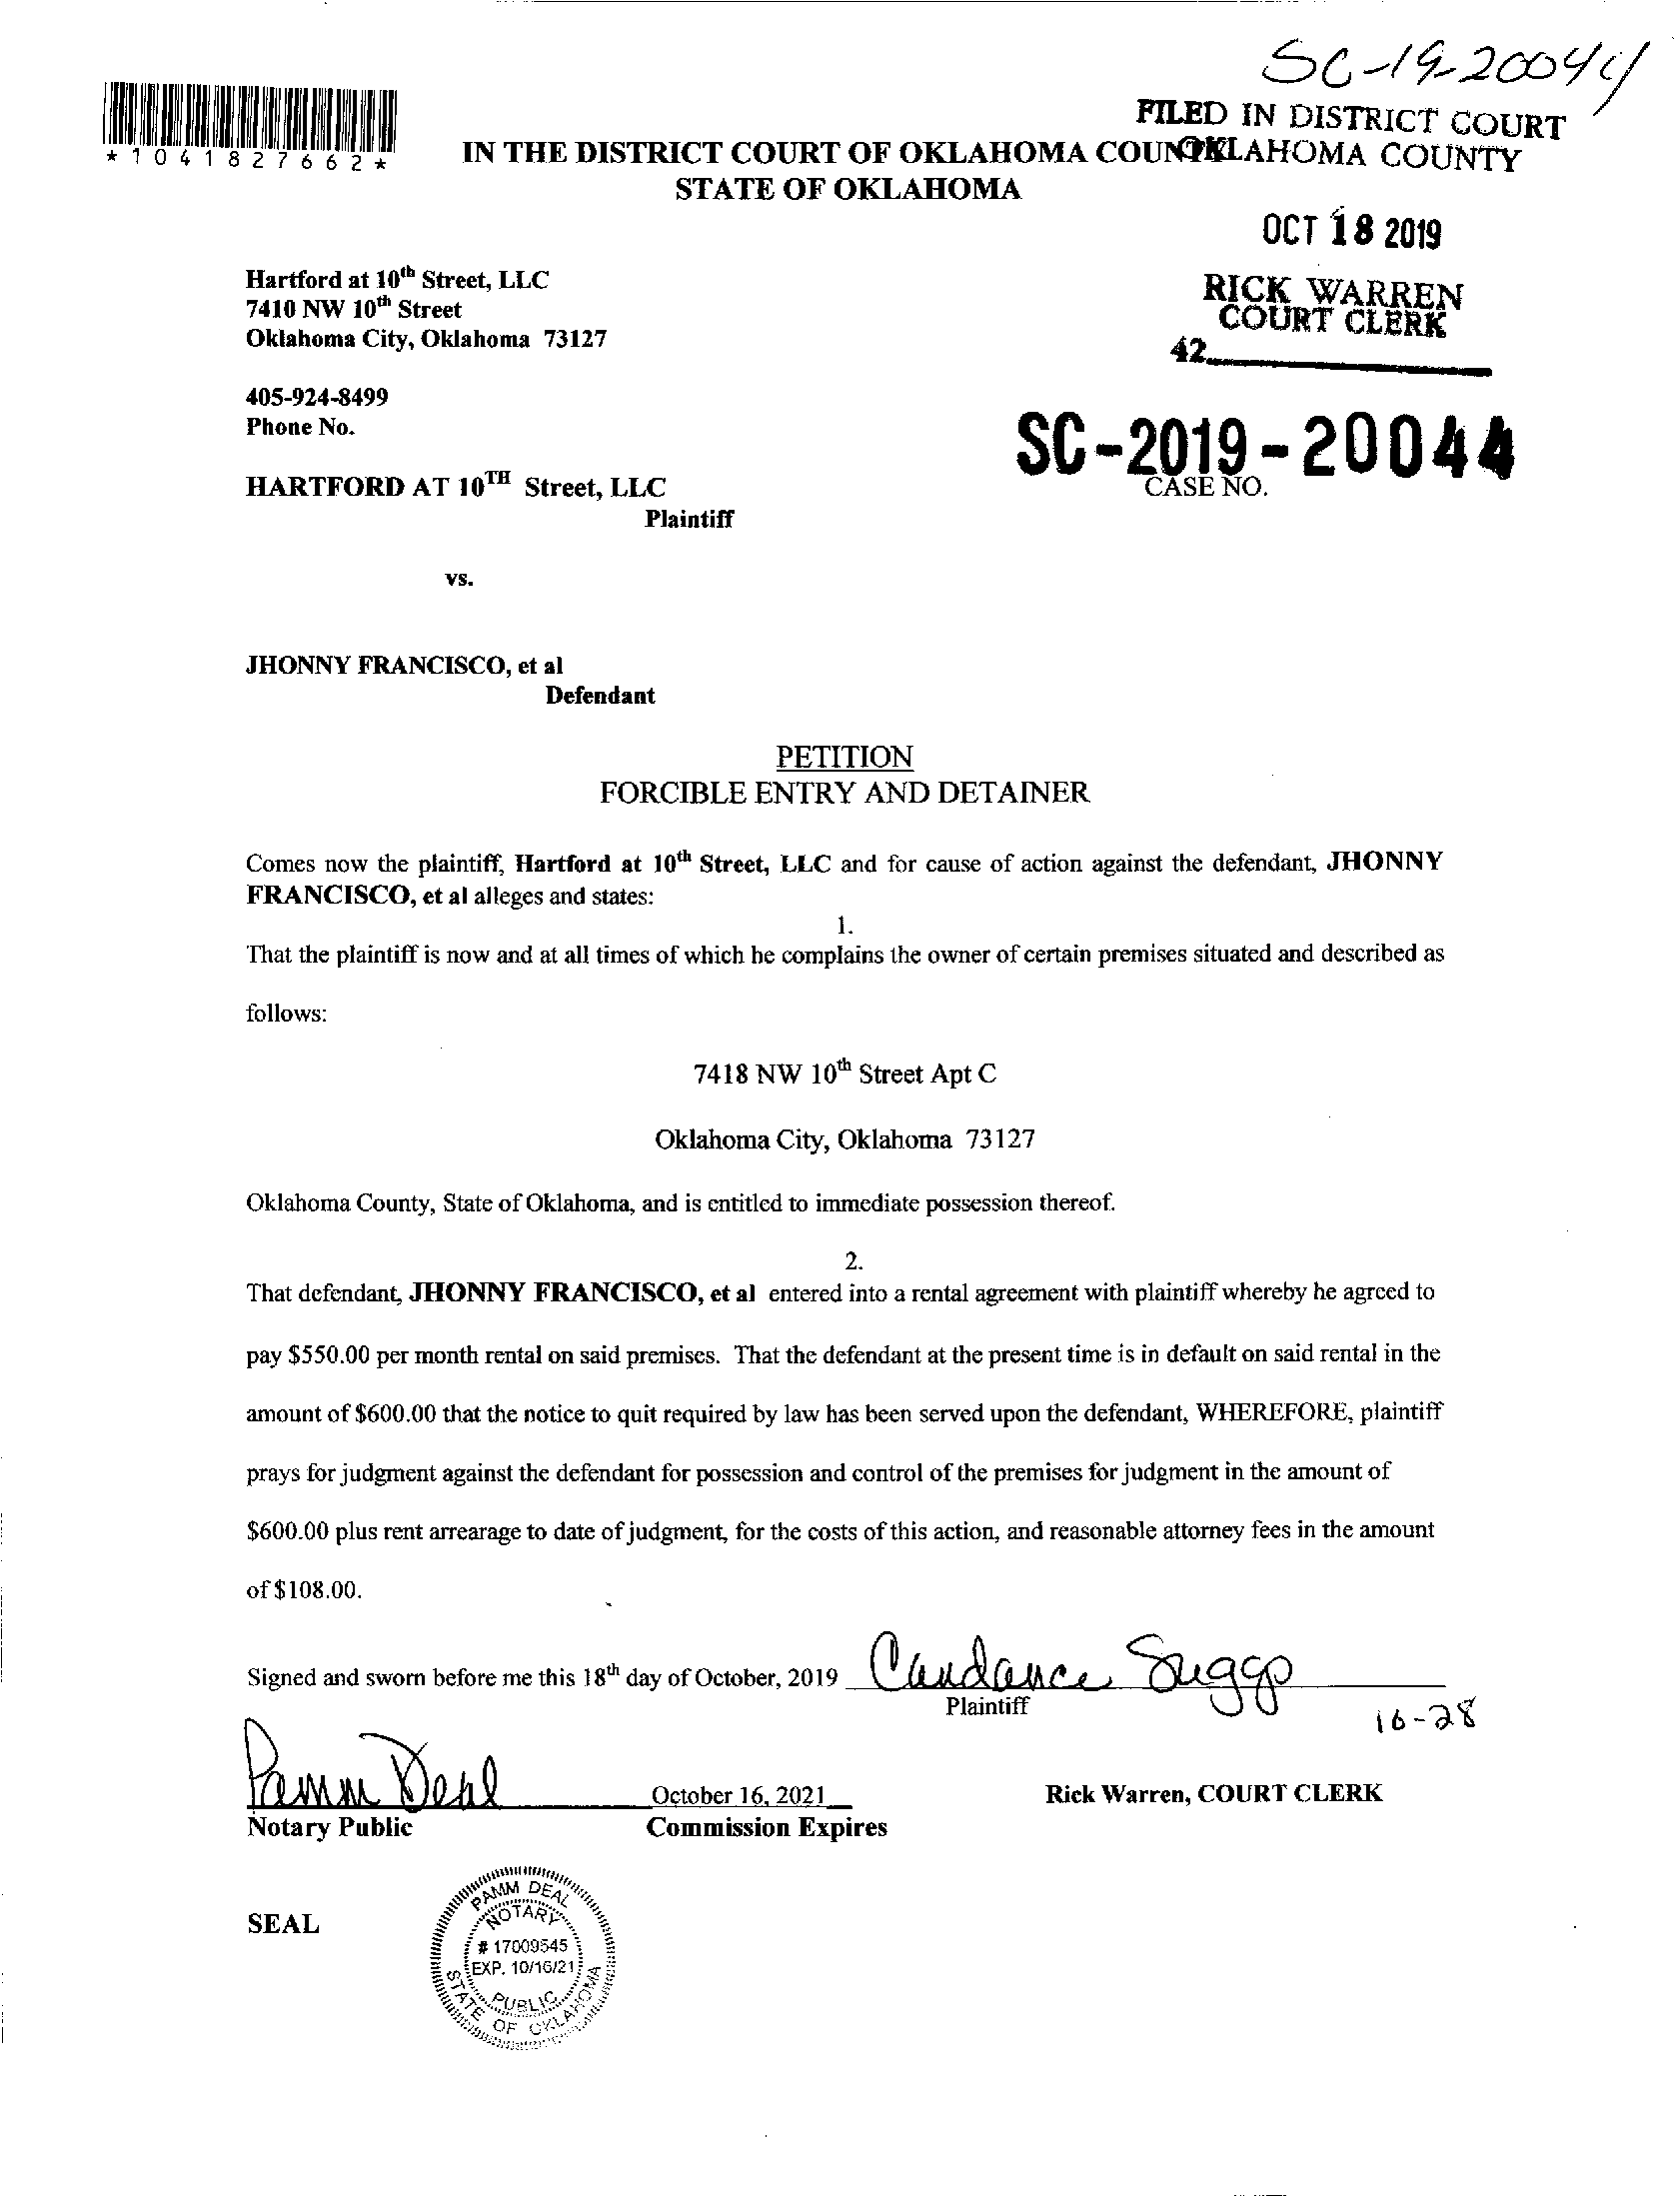 SC-19-20044
FILED IN DISTRICT COURT
OKLAHOMA COUNTY
*1041827662*
IN THE DISTRICT COURT OF OKLAHOMA COUNTY
STATE OF OKLAHOMA
OCT 18 2019
RICK WARREN
COURT CLERK
42
Hartford at 10th Street, LLC
7410 NW 10th Street
Oklahoma City, Oklahoma 73127
405-924-8499
Phone No.
SC-2019-20044
CASE NO.
HARTFORD AT 10TH Street, LLC
Plaintiff
vs.
JHONNY FRANCISCO, et al
Defendant
PETITION
FORCIBLE ENTRY AND DETAINER
Comes now the plaintiff, Hartford at 10th Street, LLC and for cause of action against the defendant, JHONNY
FRANCISCO, et al alleges and states:
1.
That the plaintiff is now and at all times of which he complains the owner of certain premises situated and described as
follows:
7418 NW 10th Street Apt C
Oklahoma City, Oklahoma 73127
Oklahoma County, State of Oklahoma, and is entitled to immediate possession thereof.
2.
That defendant, JHONNY FRANCISCO, et al entered into a rental agreement with plaintiff whereby he agreed to
pay $550.00 per month rental on said premises. That the defendant at the present time is in default on said rental in the
amount of $600.00 that the notice to quit required by law has been served upon the defendant, WHEREFORE, plaintiff
prays for judgment against the defendant for possession and control of the premises for judgment in the amount of
$600.00 plus rent arrearage to date of judgment, for the costs of this action, and reasonable attorney fees in the amount
of $108.00.
Signed and sworn before me this 18th day of October, 2019 Candance Suggs
Plaintiff
16-28
Pamm Deal
October 16, 2021
Rick Warren, COURT CLERK
Notary Public
Commission Expires
SEAL
PAMM DEAL
NOTARY
# 17009545
EXP. 10/16/21
PUBLIC
STATE OF OKLAHOMA